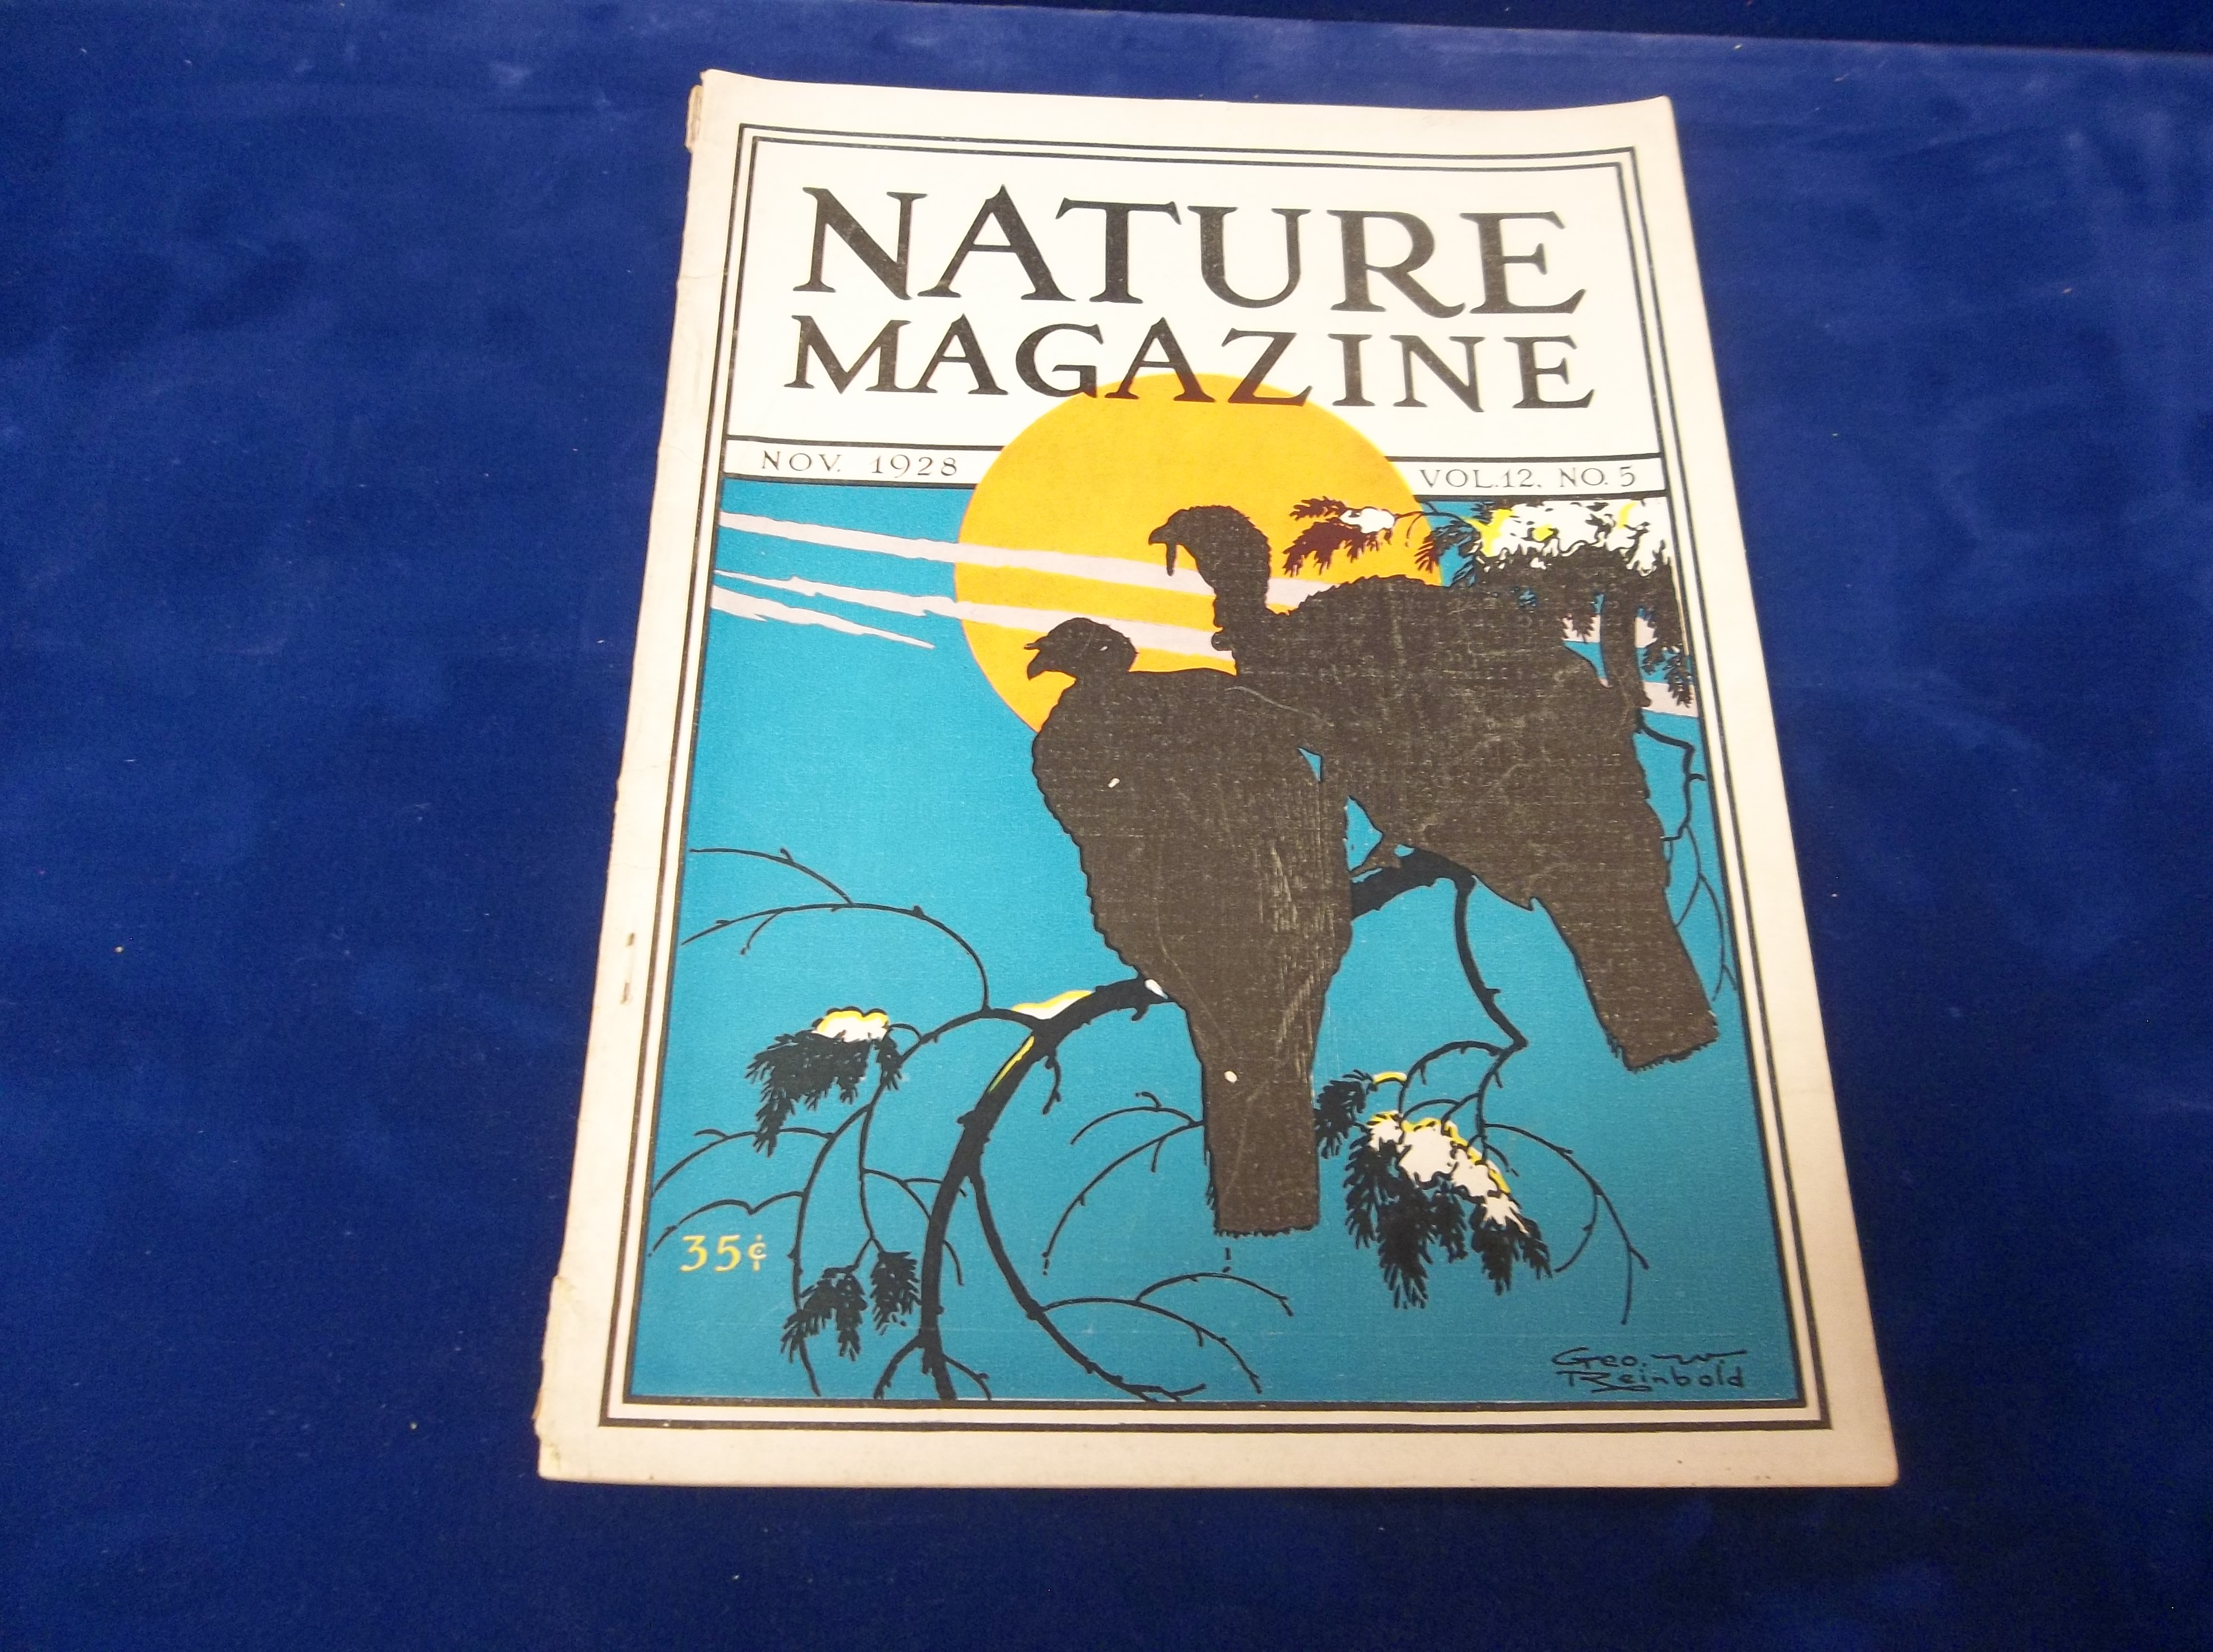 NATURE
MAGAZINE
NOV. 1928
VOL.12. NO. 5
35¢
Geo. W.
Reinbold